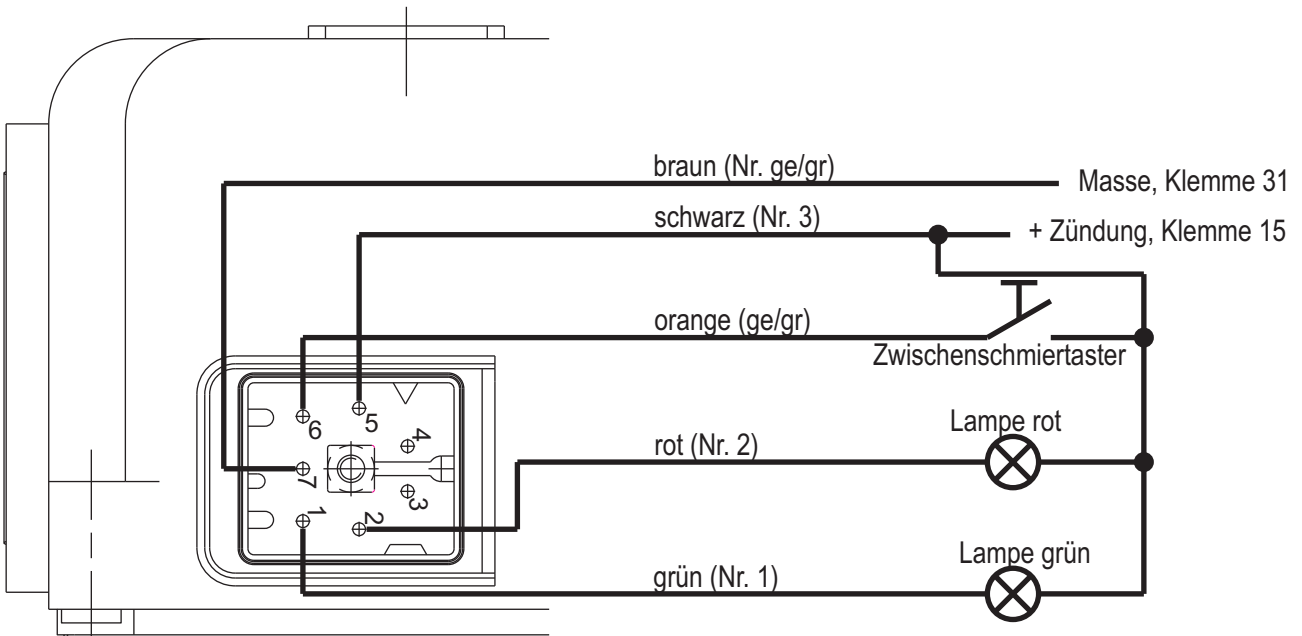 braun (Nr. ge/gr)
Masse, Klemme 31
schwarz (Nr. 3)
+ Zündung, Klemme 15
orange (ge/gr)
Zwischenschmiertaster
6
5
4
Lampe rot
rot (Nr. 2)
7
3
1
2
Lampe grün
grün (Nr. 1)